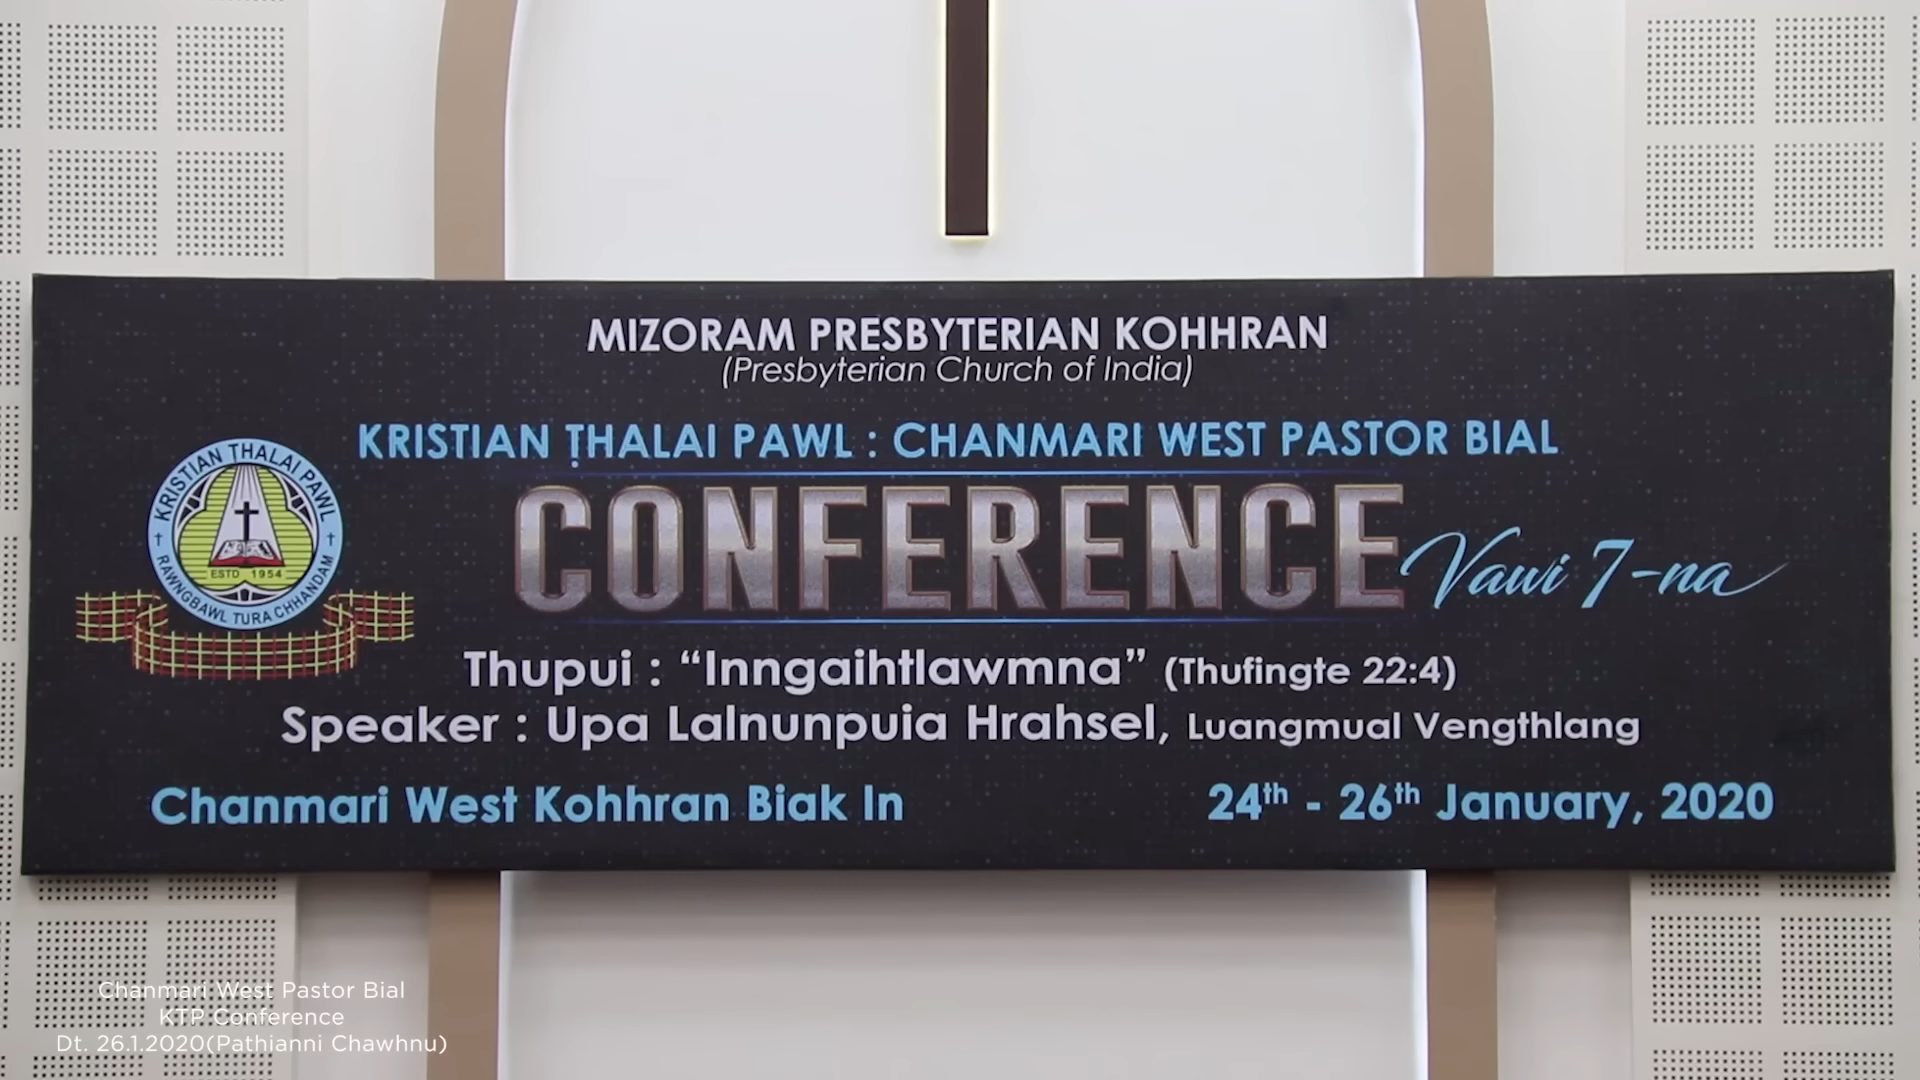 MIZORAM PRESBYTERIAN KOHHRAN
(Presbyterian Church of India)
KRISTIAN ṬHALAI PAWL : CHANMARI WEST PASTOR BIAL
CONFERENCE Vawi 7-na
KRISTIAN THALAI PAWL
ESTD 1954
RAWNGBAWL TURA CHHANDAM
Thupui : “Inngaihtlawmna” (Thufingte 22:4)
Speaker : Upa Lalnunpuia Hrahsel, Luangmual Vengthlang
Chanmari West Kohhran Biak In
24th - 26th January, 2020
Chanmari West Pastor Bial
KTP Conference
Dt. 26.1.2020(Pathianni Chawhnu)